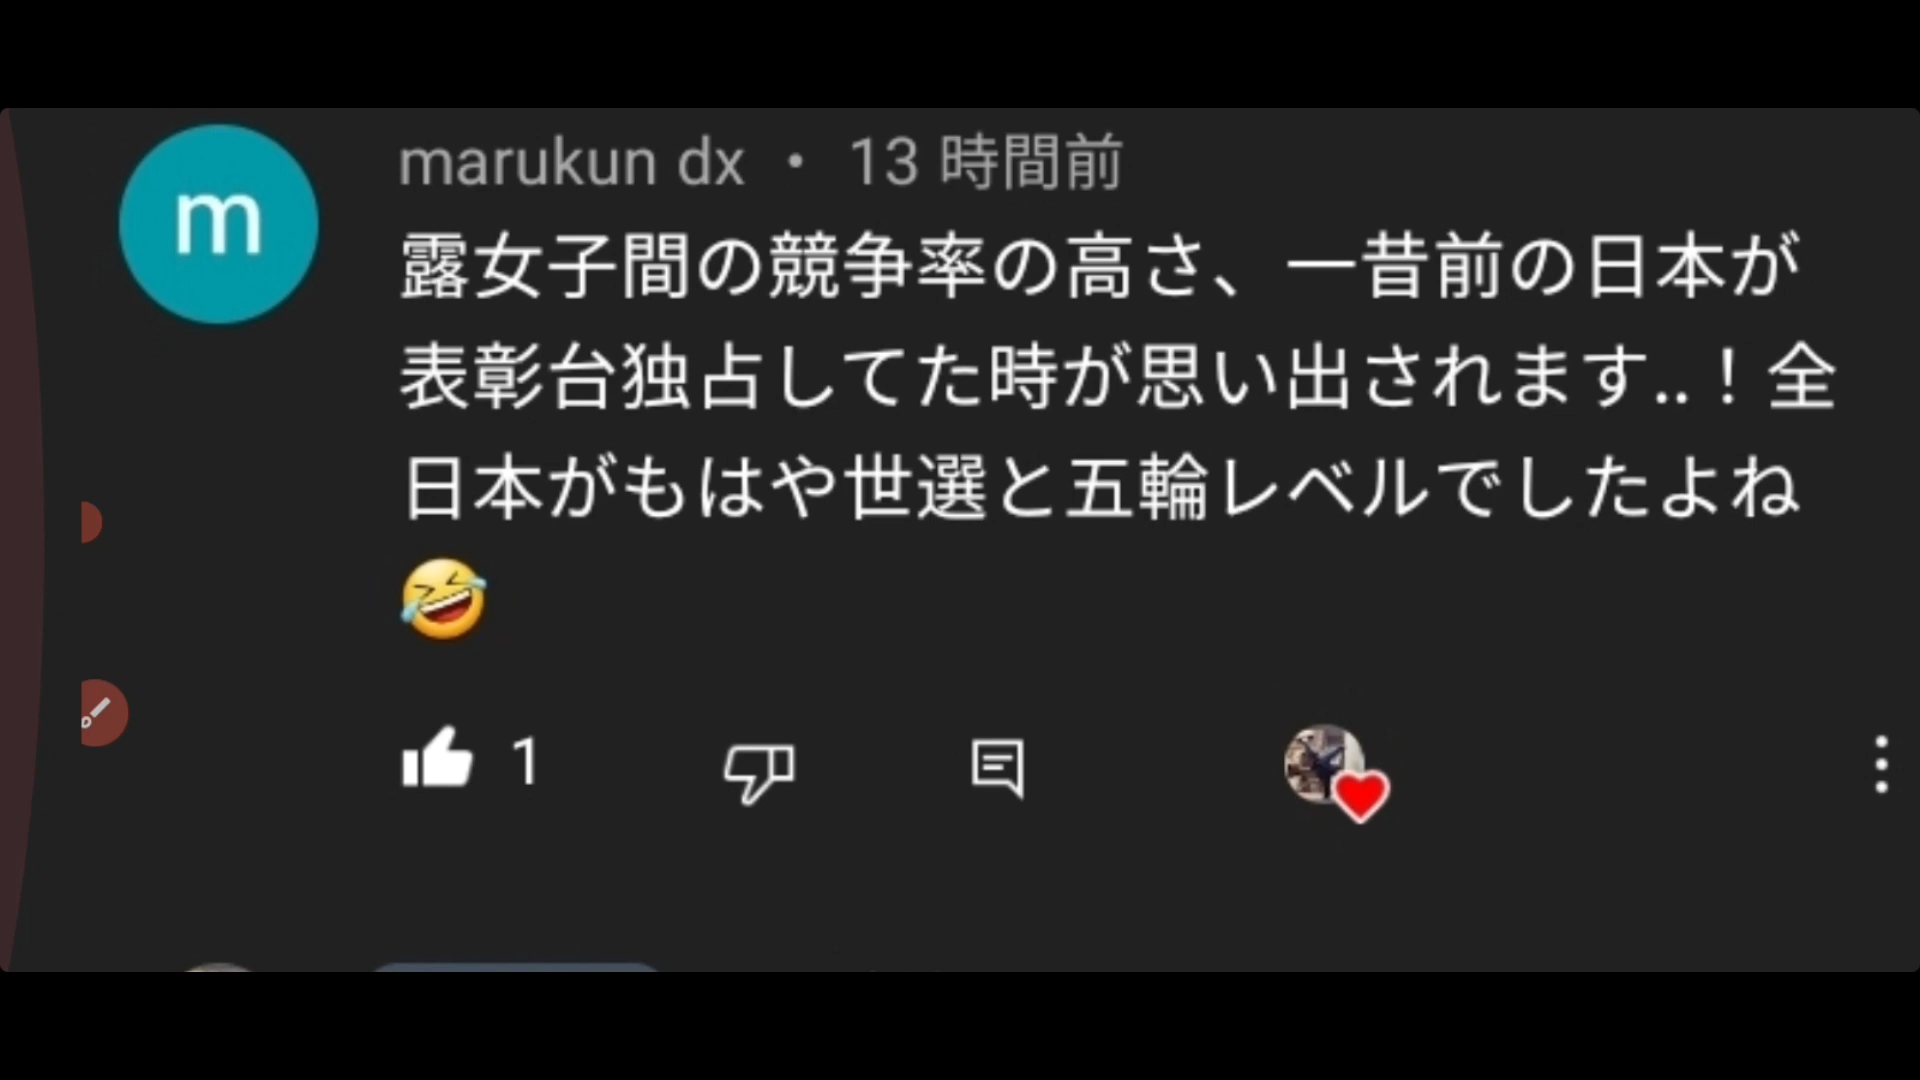 m
marukun dx ・ 13 時間前
露女子間の競争率の高さ、一昔前の日本が
表彰台独占してた時が思い出されます..！全
日本がもはや世選と五輪レベルでしたよね
🤣
1